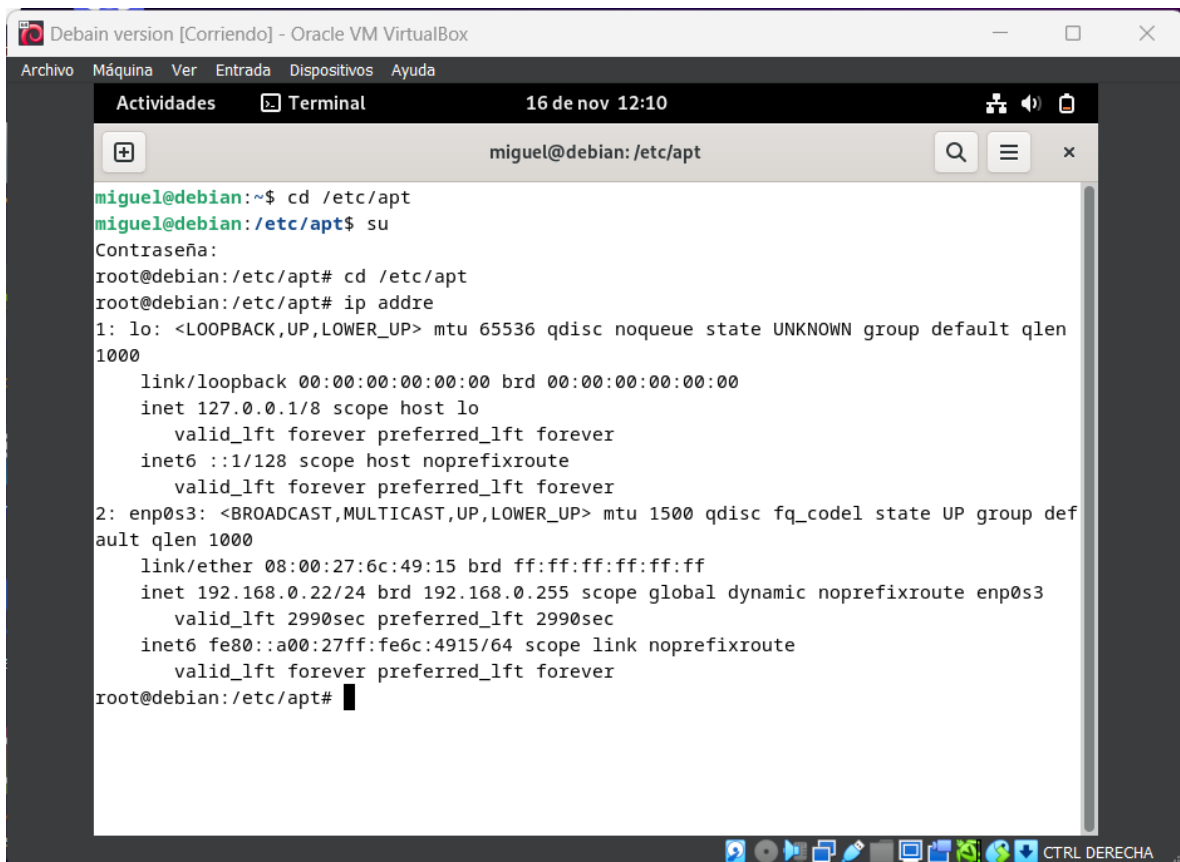 Debain version [Corriendo] - Oracle VM VirtualBox
Archivo Máquina Ver Entrada Dispositivos Ayuda
Actividades Terminal 16 de nov 12:10
miguel@debian: /etc/apt
miguel@debian:~$ cd /etc/apt
miguel@debian:/etc/apt$ su
Contraseña:
root@debian:/etc/apt# cd /etc/apt
root@debian:/etc/apt# ip addre
1: lo: <LOOPBACK,UP,LOWER_UP> mtu 65536 qdisc noqueue state UNKNOWN group default qlen
1000
link/loopback 00:00:00:00:00:00 brd 00:00:00:00:00:00
inet 127.0.0.1/8 scope host lo
valid_lft forever preferred_lft forever
inet6 ::1/128 scope host noprefixroute
valid_lft forever preferred_lft forever
2: enp0s3: <BROADCAST,MULTICAST,UP,LOWER_UP> mtu 1500 qdisc fq_codel state UP group def
ault qlen 1000
link/ether 08:00:27:6c:49:15 brd ff:ff:ff:ff:ff:ff
inet 192.168.0.22/24 brd 192.168.0.255 scope global dynamic noprefixroute enp0s3
valid_lft 2990sec preferred_lft 2990sec
inet6 fe80::a00:27ff:fe6c:4915/64 scope link noprefixroute
valid_lft forever preferred_lft forever
root@debian:/etc/apt#
CTRL DERECHA